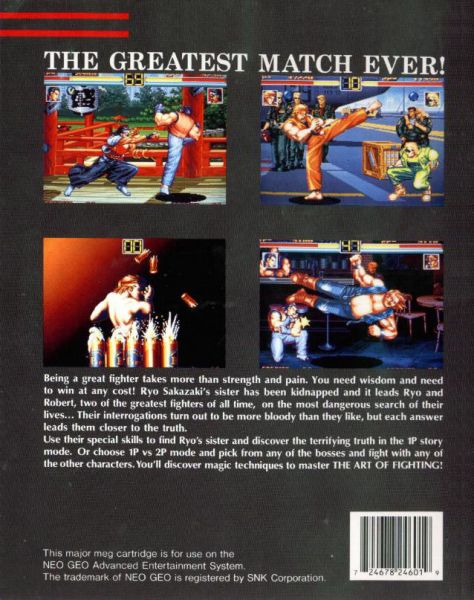 THE GREATEST MATCH EVER!
Being a great fighter takes more than strength and pain. You need wisdom and need
to win at any cost! Ryo Sakazaki's sister has been kidnapped and it leads Ryo and
Robert, two of the greatest fighters of all time, on the most dangerous search of their
lives... Their interrogations turn out to be more bloody than they like, but each answer
leads them closer to the truth.
Use their special skills to find Ryo's sister and discover the terrifying truth in the 1P story
mode. Or choose 1P vs 2P mode and pick from any of the bosses and fight with any of
the other characters. You'll discover magic techniques to master THE ART OF FIGHTING!
This major meg cartridge is for use on the
NEO GEO Advanced Entertainment System.
The trademark of NEO GEO is registered by SNK Corporation.
7 24678 24601 9